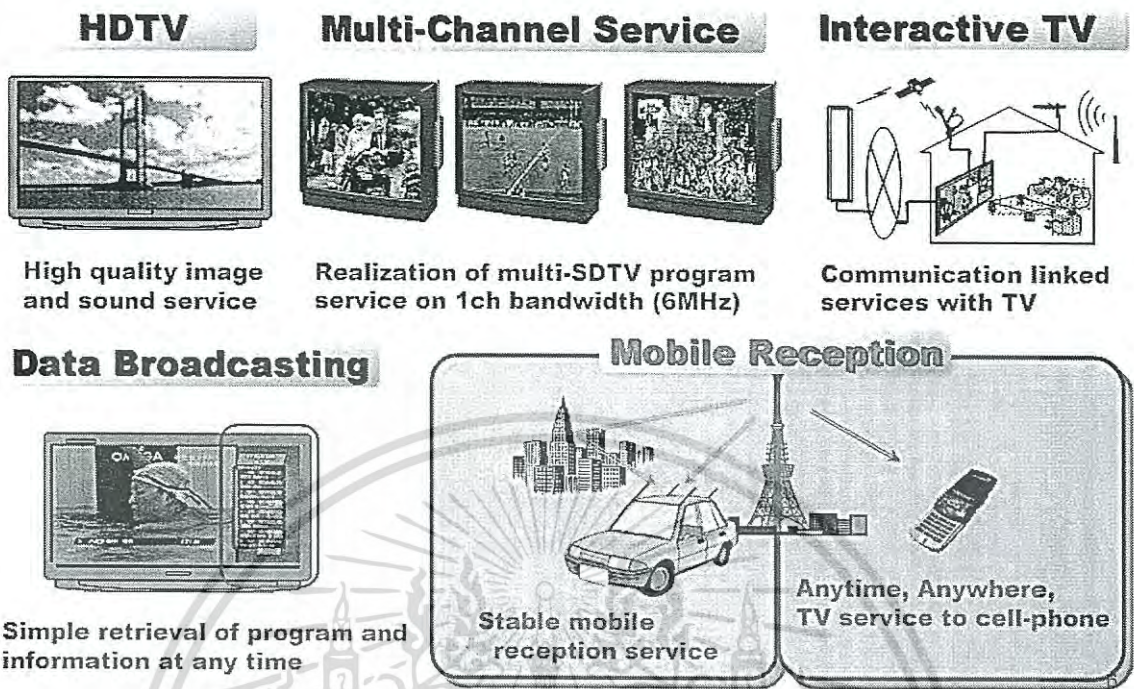 HDTV
Multi-Channel Service
Interactive TV
High quality image
and sound service
Realization of multi-SDTV program
service on 1ch bandwidth (6MHz)
Communication linked
services with TV
Data Broadcasting
Mobile Reception
Simple retrieval of program and
information at any time
Stable mobile
reception service
Anytime, Anywhere,
TV service to cell-phone